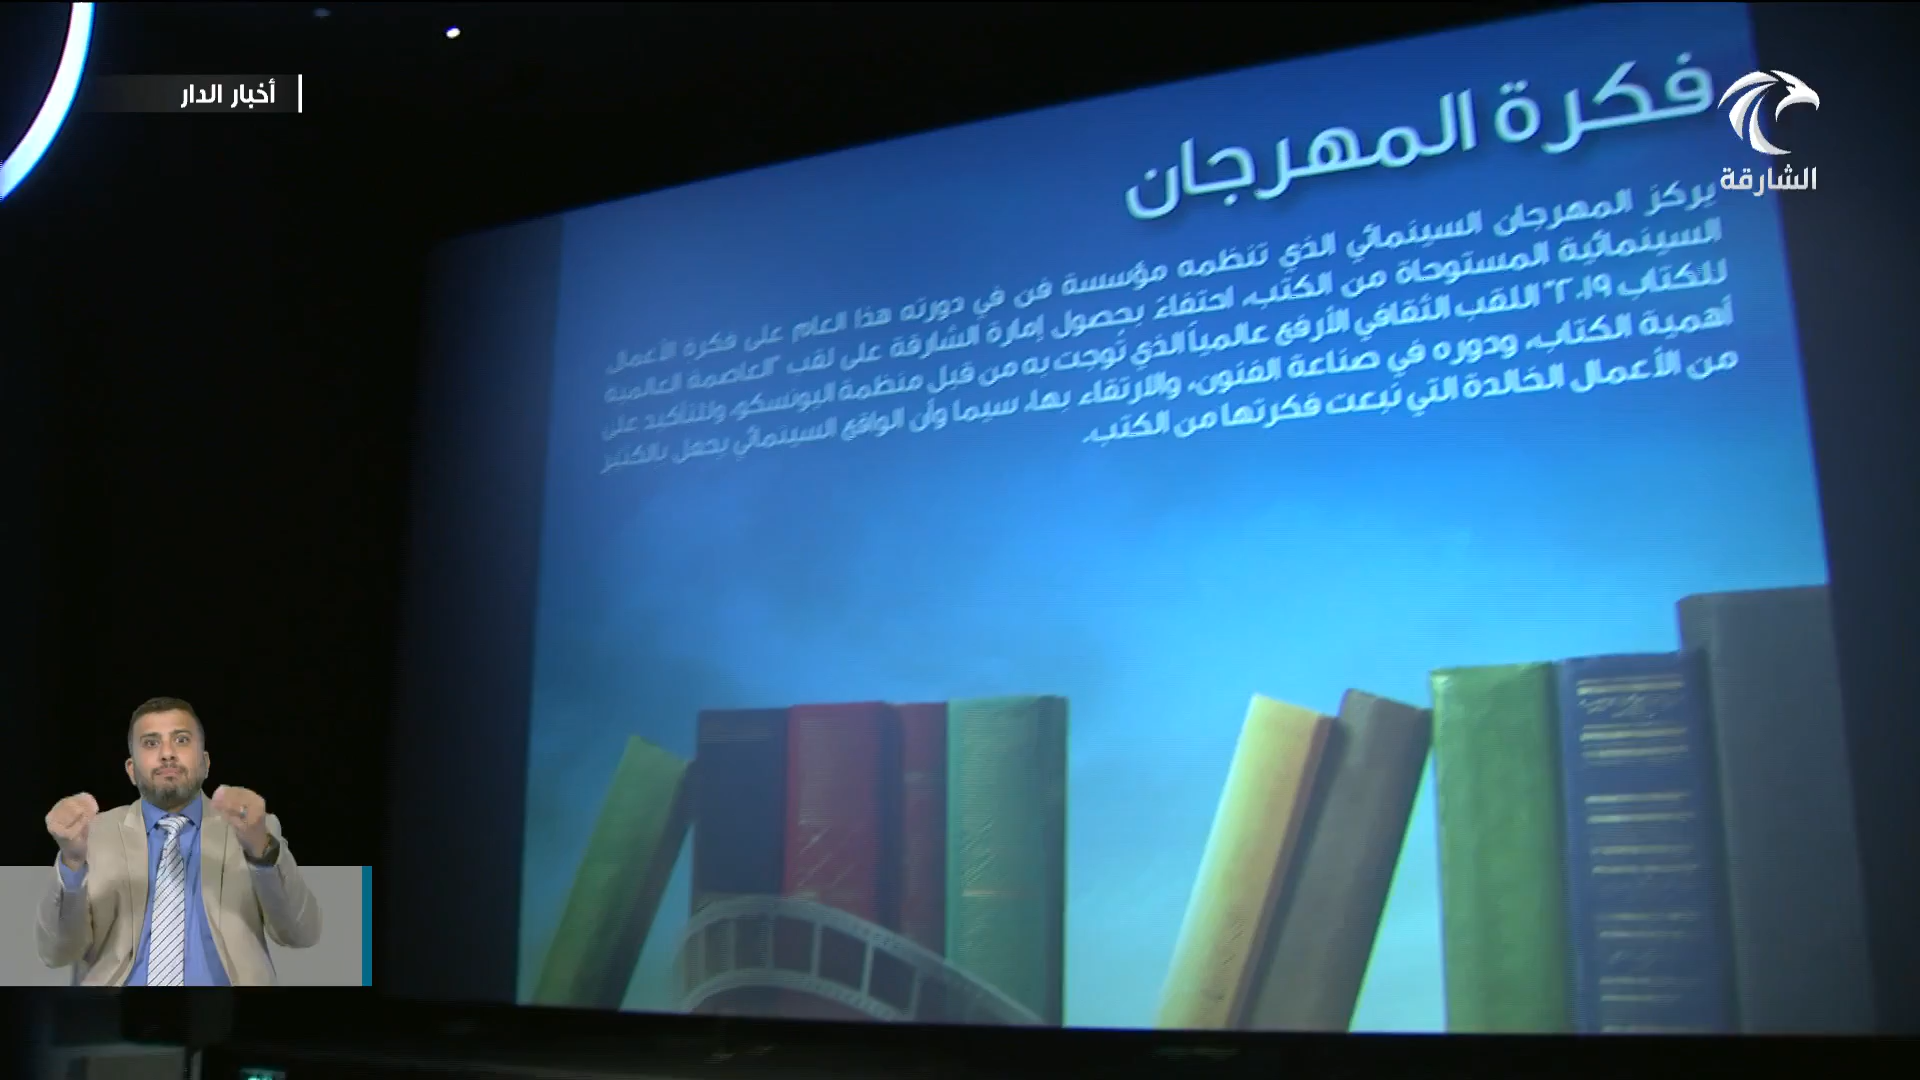 أخبار الدار
الشارقة
فكرة المهرجان
يركز المهرجان السينمائي الذي تنظمه مؤسسة فن في دورته هذا العام على فكرة الأعمال
السينمائية المستوحاة من الكتب، احتفاءً بحصول إمارة الشارقة على لقب "العاصمة العالمية
للكتاب ٢٠١٩" اللقب الثقافي الأرفع عالمياً الذي تُوجت به من قبل منظمة اليونسكو، وللتأكيد على
أهمية الكتاب، ودوره في صناعة الفنون، والارتقاء بها، سيما وأن الواقع السينمائي يحفل بالكثير
من الأعمال الخالدة التي نبعت فكرتها من الكتب.